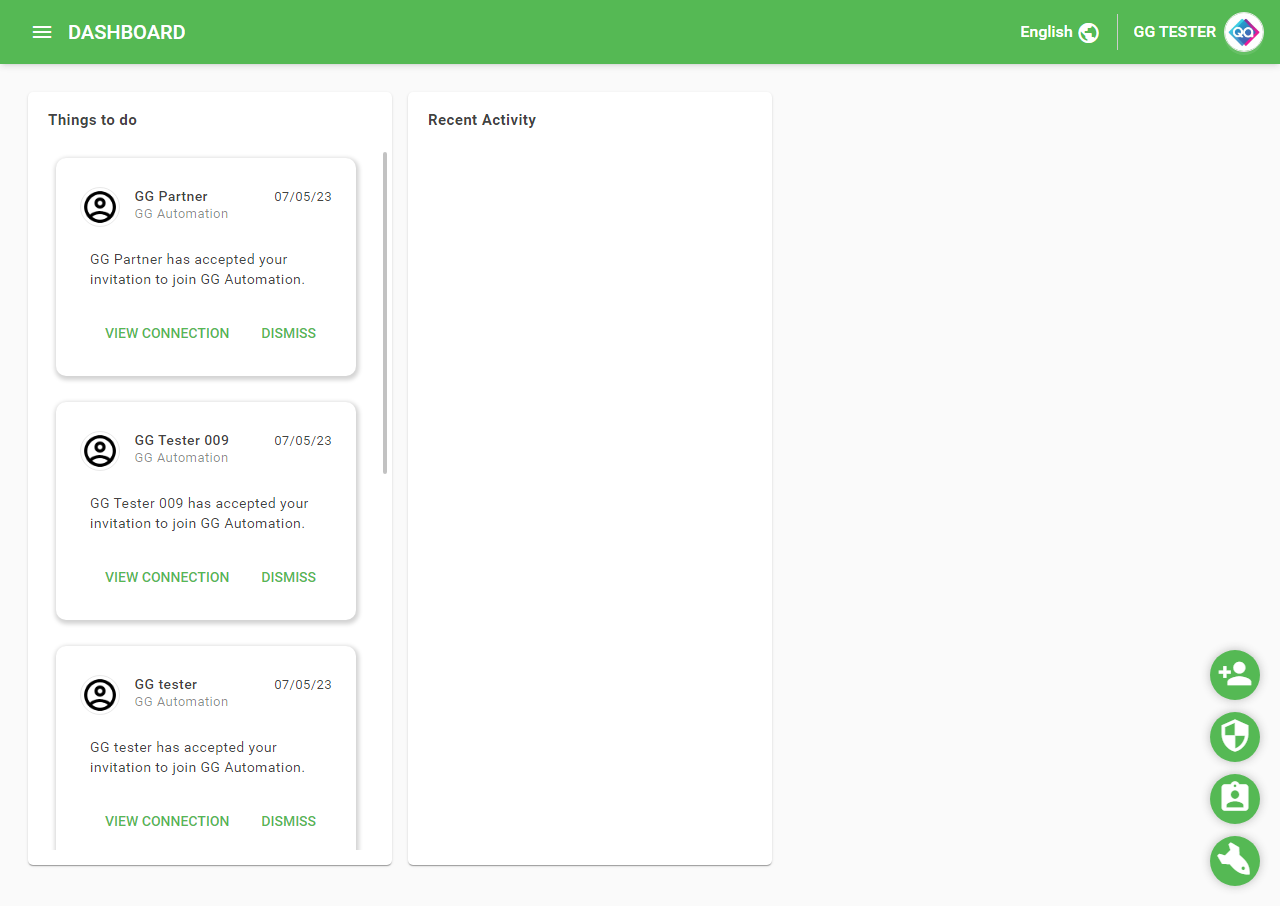 DASHBOARD
English
GG TESTER
QA
Things to do
GG Partner
07/05/23
GG Automation
GG Partner has accepted your
invitation to join GG Automation.
VIEW CONNECTION
DISMISS
GG Tester 009
07/05/23
GG Automation
GG Tester 009 has accepted your
invitation to join GG Automation.
VIEW CONNECTION
DISMISS
GG tester
07/05/23
GG Automation
GG tester has accepted your
invitation to join GG Automation.
VIEW CONNECTION
DISMISS
Recent Activity